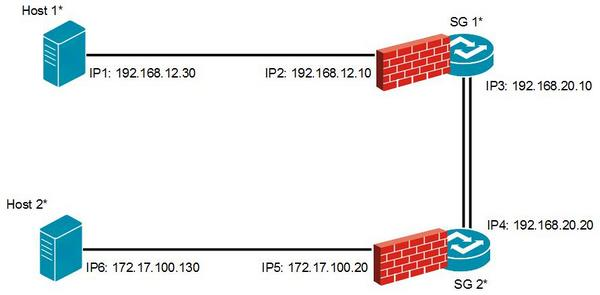 Host 1*
SG 1*
IP1: 192.168.12.30
IP2: 192.168.12.10
IP3: 192.168.20.10
Host 2*
IP4: 192.168.20.20
IP6: 172.17.100.130
IP5: 172.17.100.20
SG 2*